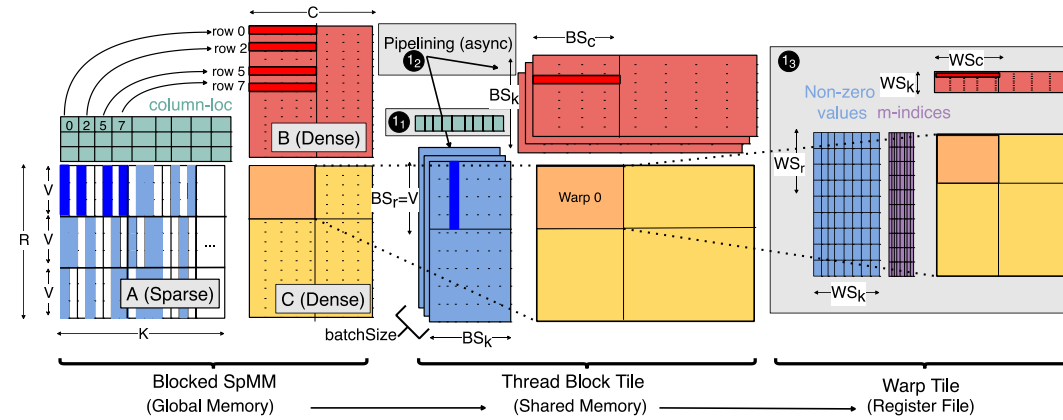 C
row 0
row 2
row 5
row 7
column-loc
0 2 5 7
B (Dense)
V
V
V
R
...
A (Sparse)
K
C (Dense)
Pipelining (async)
1₂
1₁
BSₖ
BS꜀
BSᵣ=V
Warp 0
batchSize
BSₖ
1₃
WS꜀
WSₖ
Non-zero
values
m-indices
WSᵣ
WSₖ
Blocked SpMM
(Global Memory)
Thread Block Tile
(Shared Memory)
Warp Tile
(Register File)